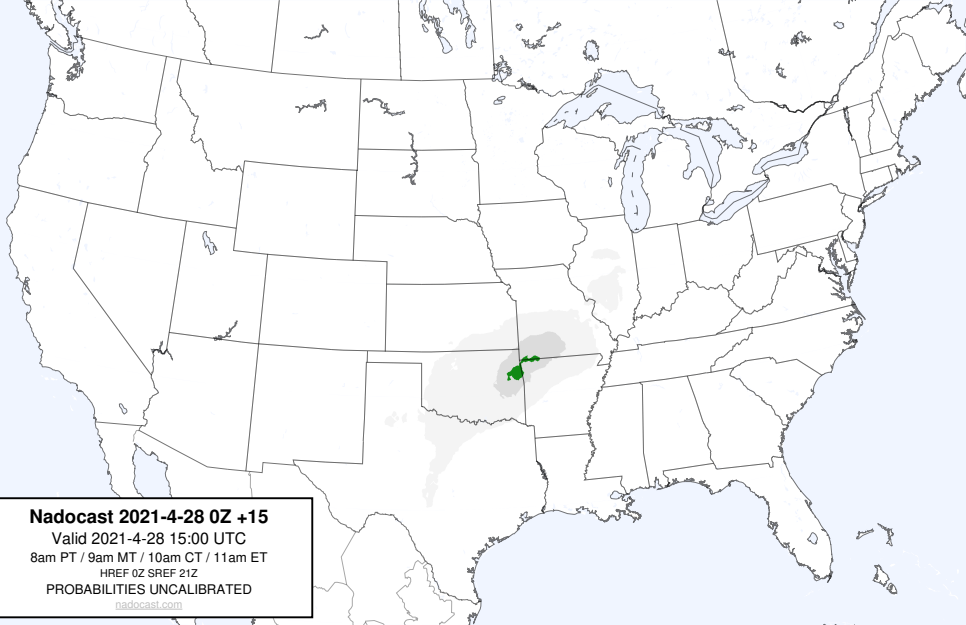 Nadocast 2021-4-28 0Z +15
Valid 2021-4-28 15:00 UTC
8am PT / 9am MT / 10am CT / 11am ET
HREF 0Z SREF 21Z
PROBABILITIES UNCALIBRATED
nadocast.com